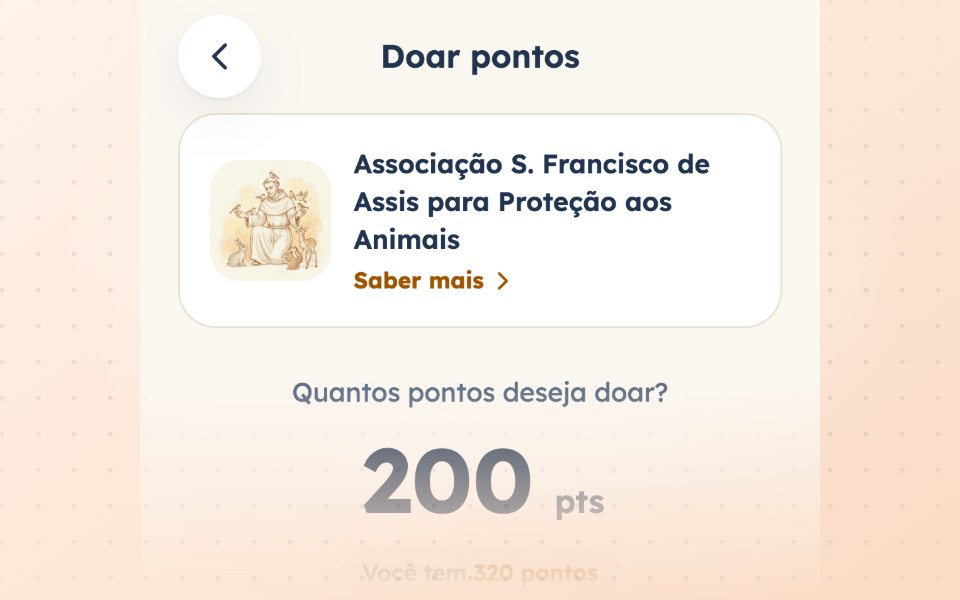 Doar pontos
Associação S. Francisco de
Assis para Proteção aos
Animais
Saber mais
Quantos pontos deseja doar?
200 pts
Você tem 320 pontos